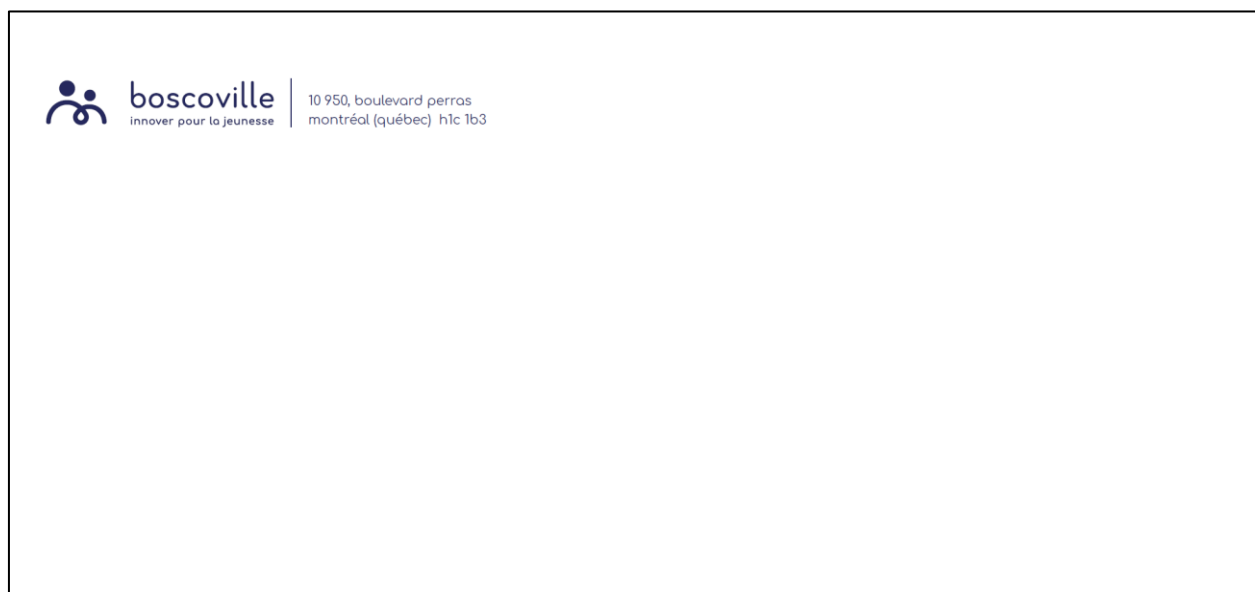 boscoville
innover pour la jeunesse
10 950, boulevard perras
montréal (québec) h1c 1b3